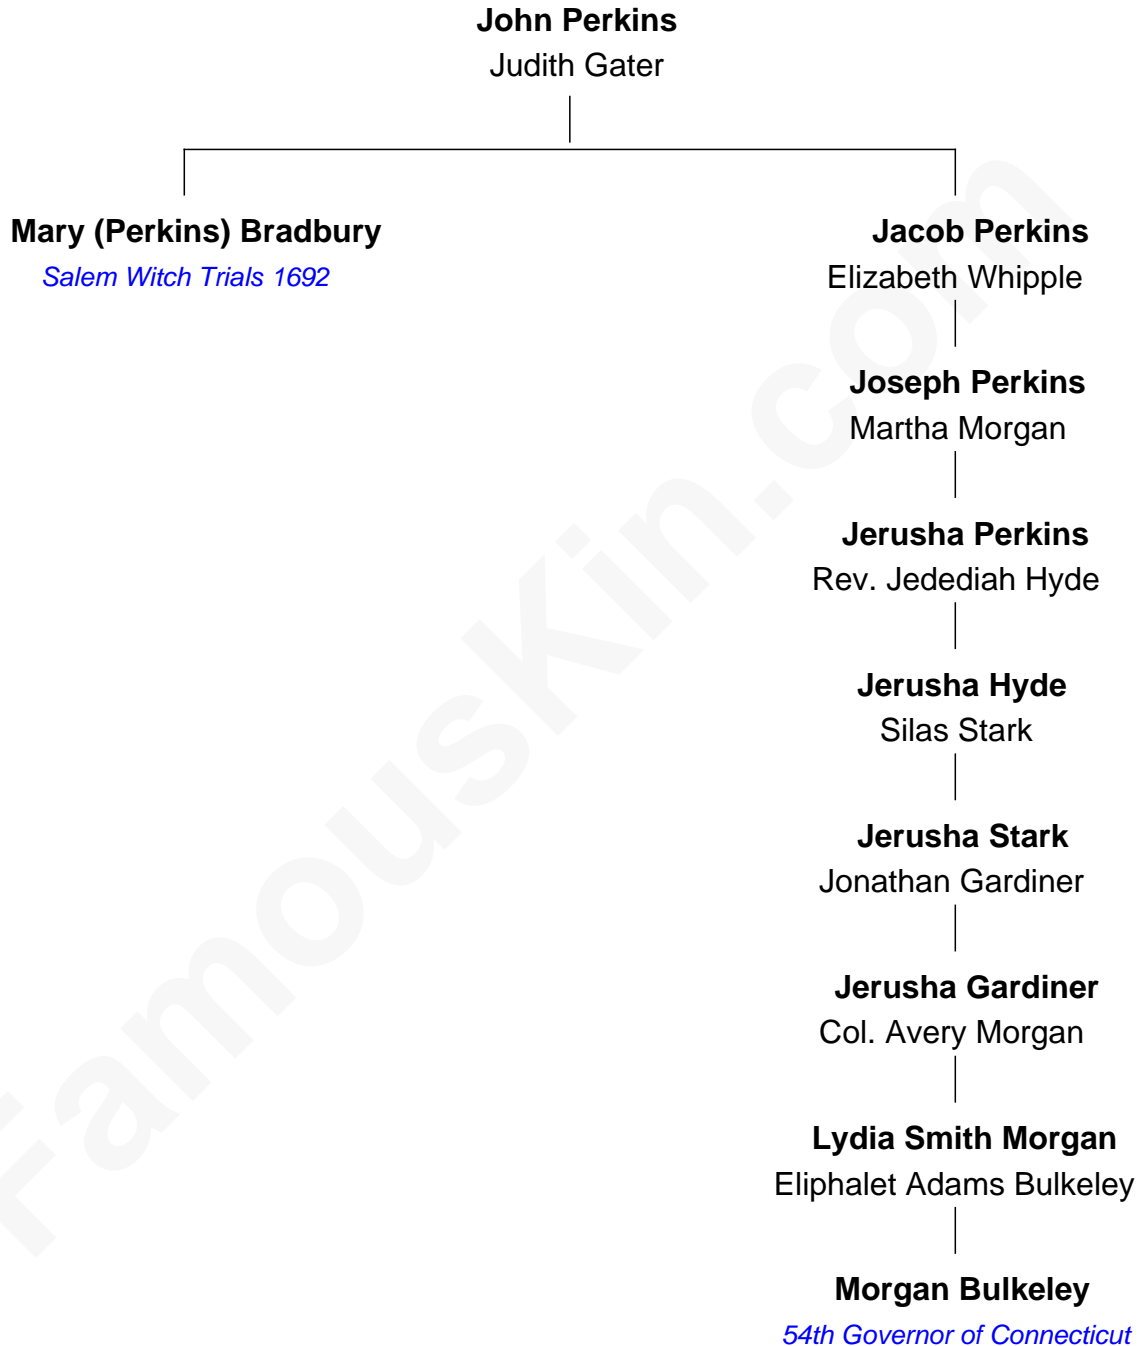 John Perkins
Judith Gater
Mary (Perkins) Bradbury
Salem Witch Trials 1692
Jacob Perkins
Elizabeth Whipple
Joseph Perkins
Martha Morgan
Jerusha Perkins
Rev. Jedediah Hyde
Jerusha Hyde
Silas Stark
Jerusha Stark
Jonathan Gardiner
Jerusha Gardiner
Col. Avery Morgan
Lydia Smith Morgan
Eliphalet Adams Bulkeley
Morgan Bulkeley
54th Governor of Connecticut
FamousKin.com